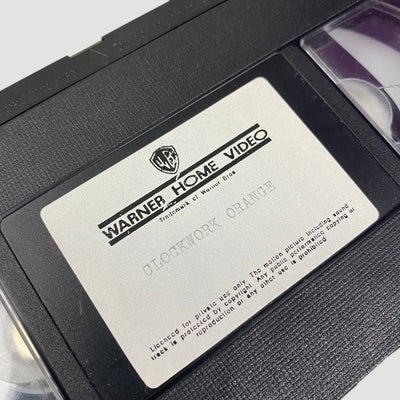 WB
WARNER HOME VIDEO
Trademark of Warner Bros
CLOCKWORK ORANGE
Licenced for private use only. The motion picture including sound
track is protected by copyright. Any public performance copying or
reproduction or any other use is prohibited